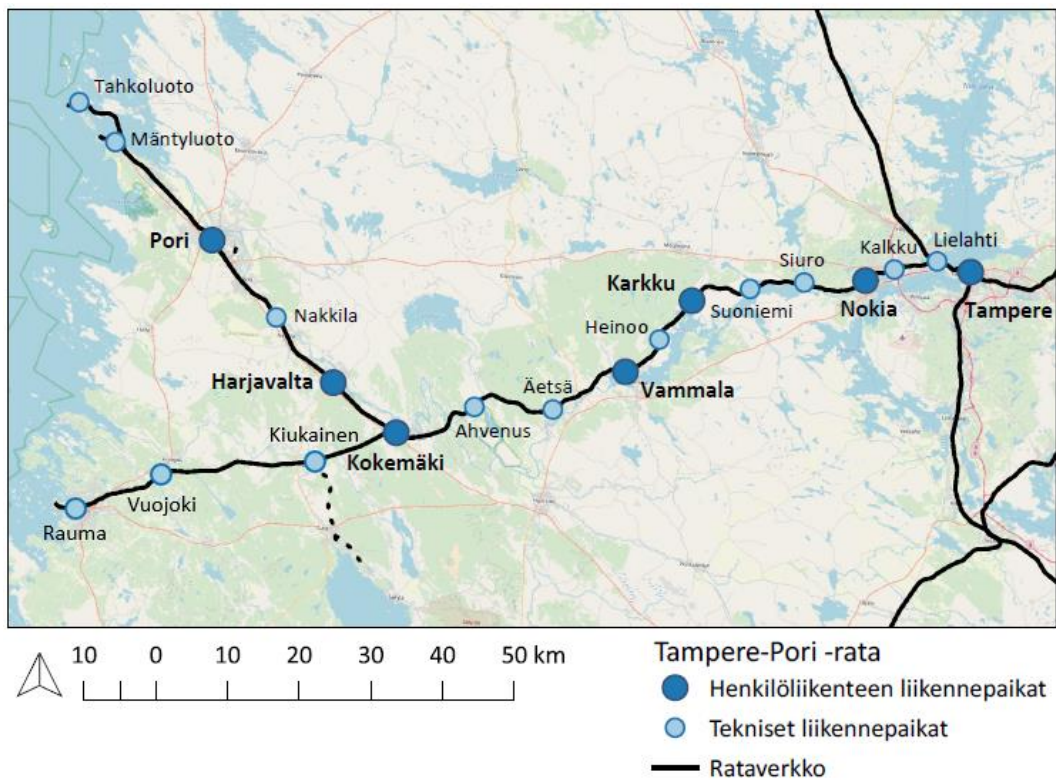 Tahkoluoto
Mäntyluoto
Pori
Nakkila
Harjavalta
Kiukainen
Kokemäki
Vuojoki
Rauma
Ahvenus
Äetsä
Vammala
Heinoo
Karkku
Suoniemi
Siuro
Nokia
Kalkku
Lielahti
Tampere
10 0 10 20 30 40 50 km
Tampere-Pori -rata
Henkilöliikenteen liikennepaikat
Tekniset liikennepaikat
Rataverkko